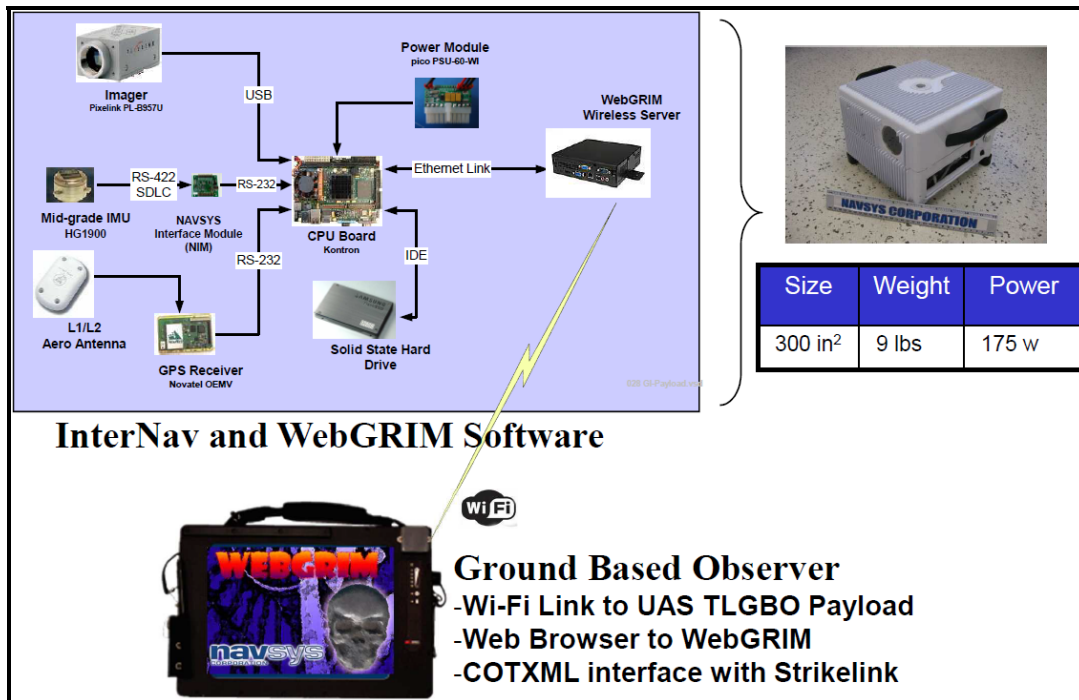 Imager
Pixelink PL-B957U
USB
Power Module
pico PSU-60-WI
WebGRIM
Wireless Server
Ethernet Link
RS-422
SDLC
RS-232
Mid-grade IMU
HG1900
NAVSYS
Interface Module
(NIM)
CPU Board
Kontron
RS-232
IDE
L1/L2
Aero Antenna
GPS Receiver
Novatel OEMV
SAMSUNG
Solid State Hard
Drive
NAVSYS CORPORATION
Size Weight Power
300 in² 9 lbs 175 w
InterNav and WebGRIM Software
Wi Fi
WEBGRIM
navsys
CORPORATION
Ground Based Observer
-Wi-Fi Link to UAS TLGBO Payload
-Web Browser to WebGRIM
-COTXML interface with Strikelink